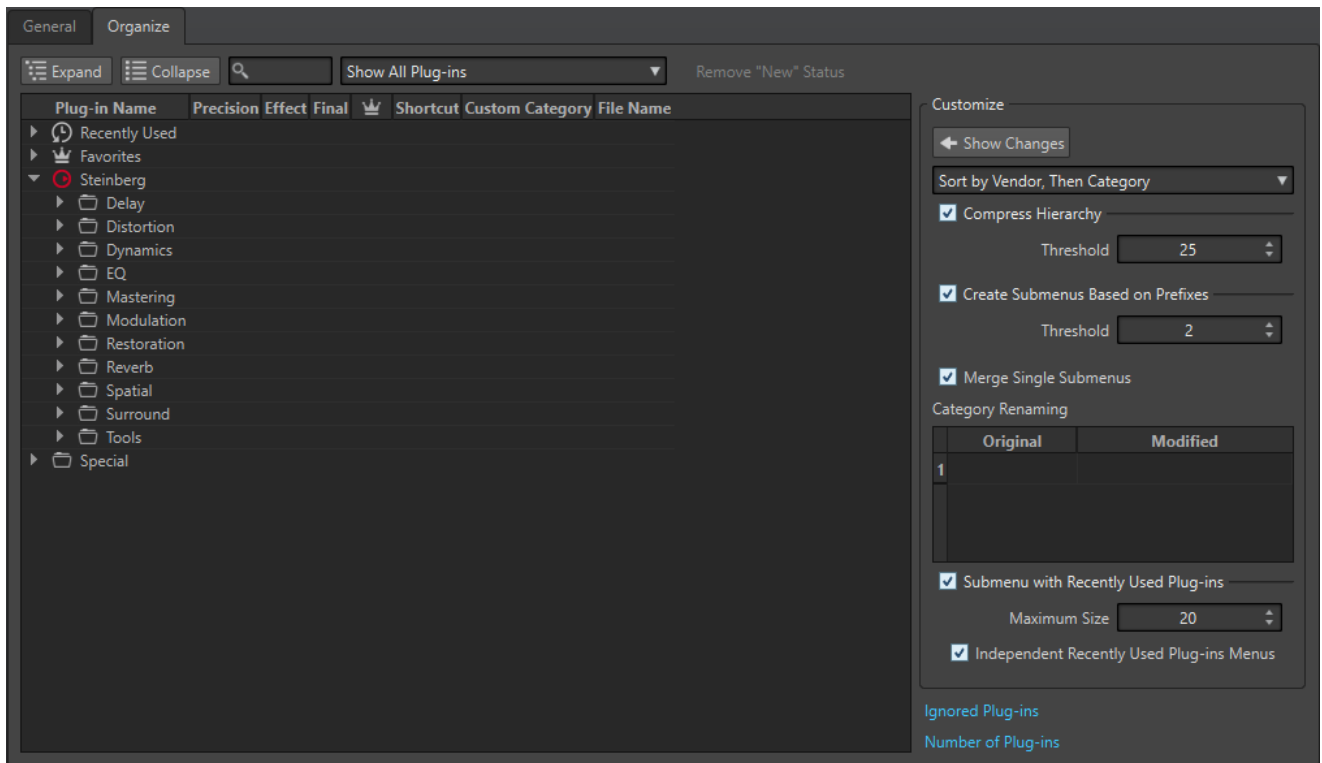 General Organize
Expand Collapse Show All Plug-ins Remove "New" Status
Plug-in Name Precision Effect Final Shortcut Custom Category File Name
Recently Used
Favorites
Steinberg
Delay
Distortion
Dynamics
EQ
Mastering
Modulation
Restoration
Reverb
Spatial
Surround
Tools
Special
Customize
Show Changes
Sort by Vendor, Then Category
Compress Hierarchy
Threshold 25
Create Submenus Based on Prefixes
Threshold 2
Merge Single Submenus
Category Renaming
Original Modified
1
Submenu with Recently Used Plug-ins
Maximum Size 20
Independent Recently Used Plug-ins Menus
Ignored Plug-ins
Number of Plug-ins